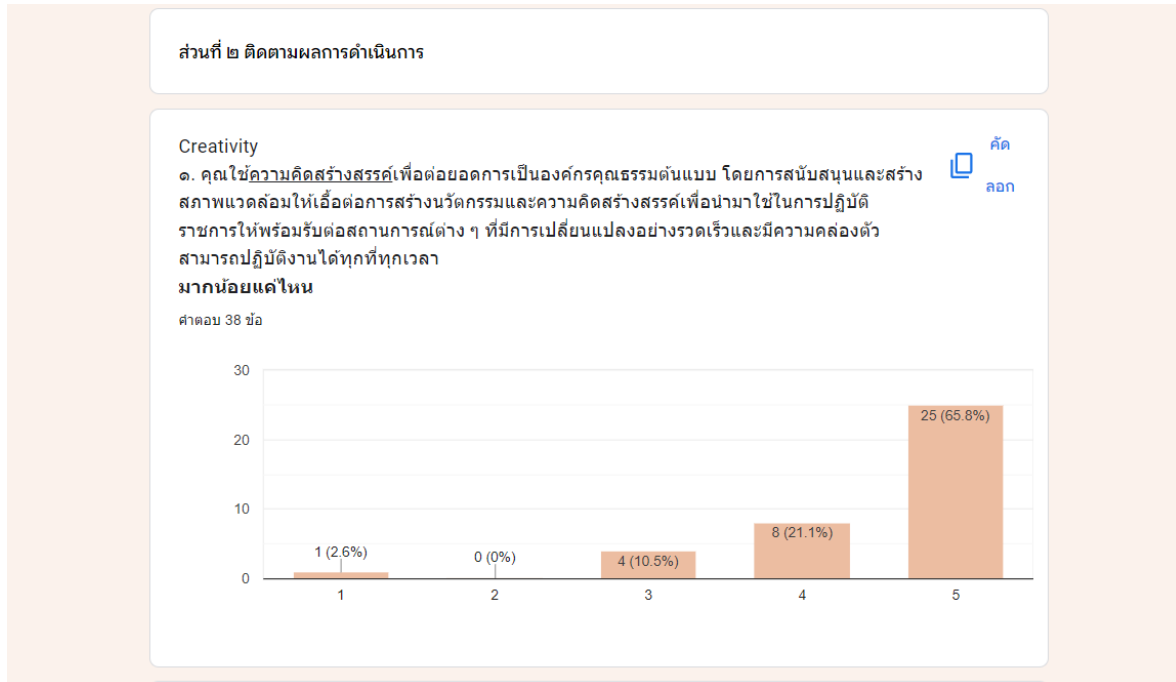 ส่วนที่ ๒ ติดตามผลการดำเนินการ
Creativity
คัด
ลอก
๑. คุณใช้ความคิดสร้างสรรค์เพื่อต่อยอดการเป็นองค์กรคุณธรรมต้นแบบ โดยการสนับสนุนและสร้าง
สภาพแวดล้อมให้เอื้อต่อการสร้างนวัตกรรมและความคิดสร้างสรรค์เพื่อนำมาใช้ในการปฏิบัติ
ราชการให้พร้อมรับต่อสถานการณ์ต่าง ๆ ที่มีการเปลี่ยนแปลงอย่างรวดเร็วและมีความคล่องตัว
สามารถปฏิบัติงานได้ทุกที่ทุกเวลา
มากน้อยแค่ไหน
คำตอบ 38 ข้อ
30
20
10
0
1 (2.6%)
0 (0%)
4 (10.5%)
8 (21.1%)
25 (65.8%)
1
2
3
4
5